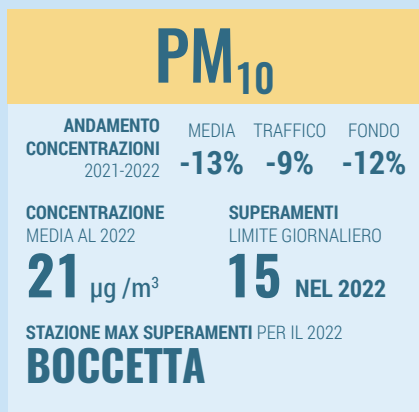 PM10
ANDAMENTO CONCENTRAZIONI 2021-2022
MEDIA TRAFFICO FONDO
-13% -9% -12%
CONCENTRAZIONE
MEDIA AL 2022
21 µg /m³
SUPERAMENTI
LIMITE GIORNALIERO
15 NEL 2022
STAZIONE MAX SUPERAMENTI PER IL 2022
BOCCETTA